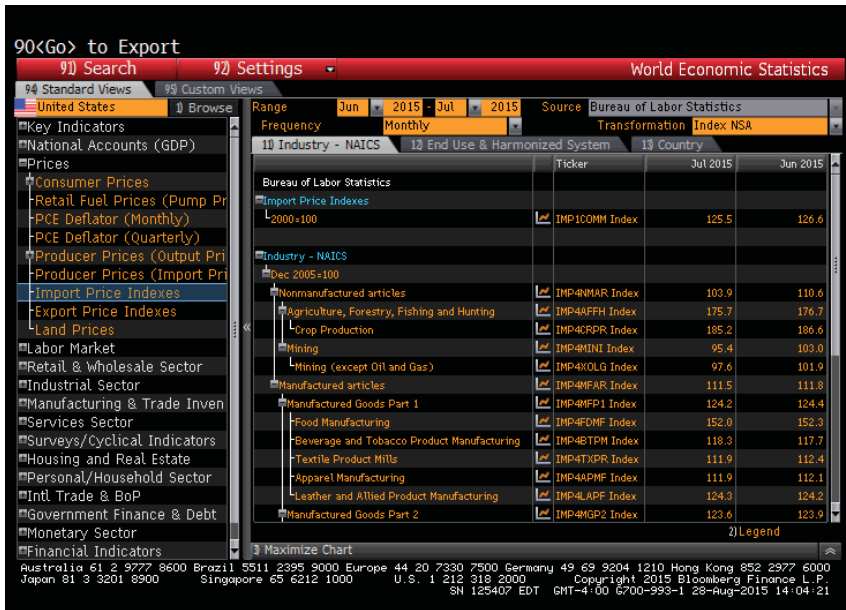 90<Go> to Export
91) Search 92) Settings World Economic Statistics
94) Standard Views 95) Custom Views
United States 1) Browse Range Jun 2015 - Jul 2015 Source Bureau of Labor Statistics
Key Indicators Frequency Monthly Transformation Index NSA
National Accounts (GDP) 11) Industry - NAICS 12) End Use & Harmonized System 13) Country
Prices Ticker Jul 2015 Jun 2015
Consumer Prices Bureau of Labor Statistics
Retail Fuel Prices (Pump Pr Import Price Indexes
PCE Deflator (Monthly) 2000=100 IMP1COMM Index 125.5 126.6
PCE Deflator (Quarterly)
Producer Prices (Output Pri Industry - NAICS
Producer Prices (Import Pri Dec 2005=100
Import Price Indexes Nonmanufactured articles IMP4NMAR Index 103.9 110.6
Export Price Indexes Agriculture, Forestry, Fishing and Hunting IMP4AFFH Index 175.7 176.7
Land Prices « Crop Production IMP4CRPR Index 185.2 186.6
Labor Market Mining IMP4MINI Index 95.4 103.0
Retail & Wholesale Sector Mining (except Oil and Gas) IMP4XOLG Index 97.6 101.9
Industrial Sector Manufactured articles IMP4MFAR Index 111.5 111.8
Manufacturing & Trade Inven Manufactured Goods Part 1 IMP4MFP1 Index 124.2 124.4
Services Sector Food Manufacturing IMP4FDMF Index 152.0 152.3
Surveys/Cyclical Indicators Beverage and Tobacco Product Manufacturing IMP4BTPM Index 118.3 117.7
Housing and Real Estate Textile Product Mills IMP4TXPR Index 111.9 112.4
Personal/Household Sector Apparel Manufacturing IMP4APMF Index 111.9 112.1
Intl Trade & BoP Leather and Allied Product Manufacturing IMP4LAPF Index 124.3 124.2
Government Finance & Debt Manufactured Goods Part 2 IMP4MGP2 Index 123.6 123.9
Monetary Sector 2) Legend
Financial Indicators 3) Maximize Chart
Australia 61 2 9777 8600 Brazil 5511 2395 9000 Europe 44 20 7330 7500 Germany 49 69 9204 1210 Hong Kong 852 2977 6000
Japan 81 3 3201 8900 Singapore 65 6212 1000 U.S. 1 212 318 2000 Copyright 2015 Bloomberg Finance L.P.
SN 125407 EDT GMT-4:00 G700-993-1 28-Aug-2015 14:04:21